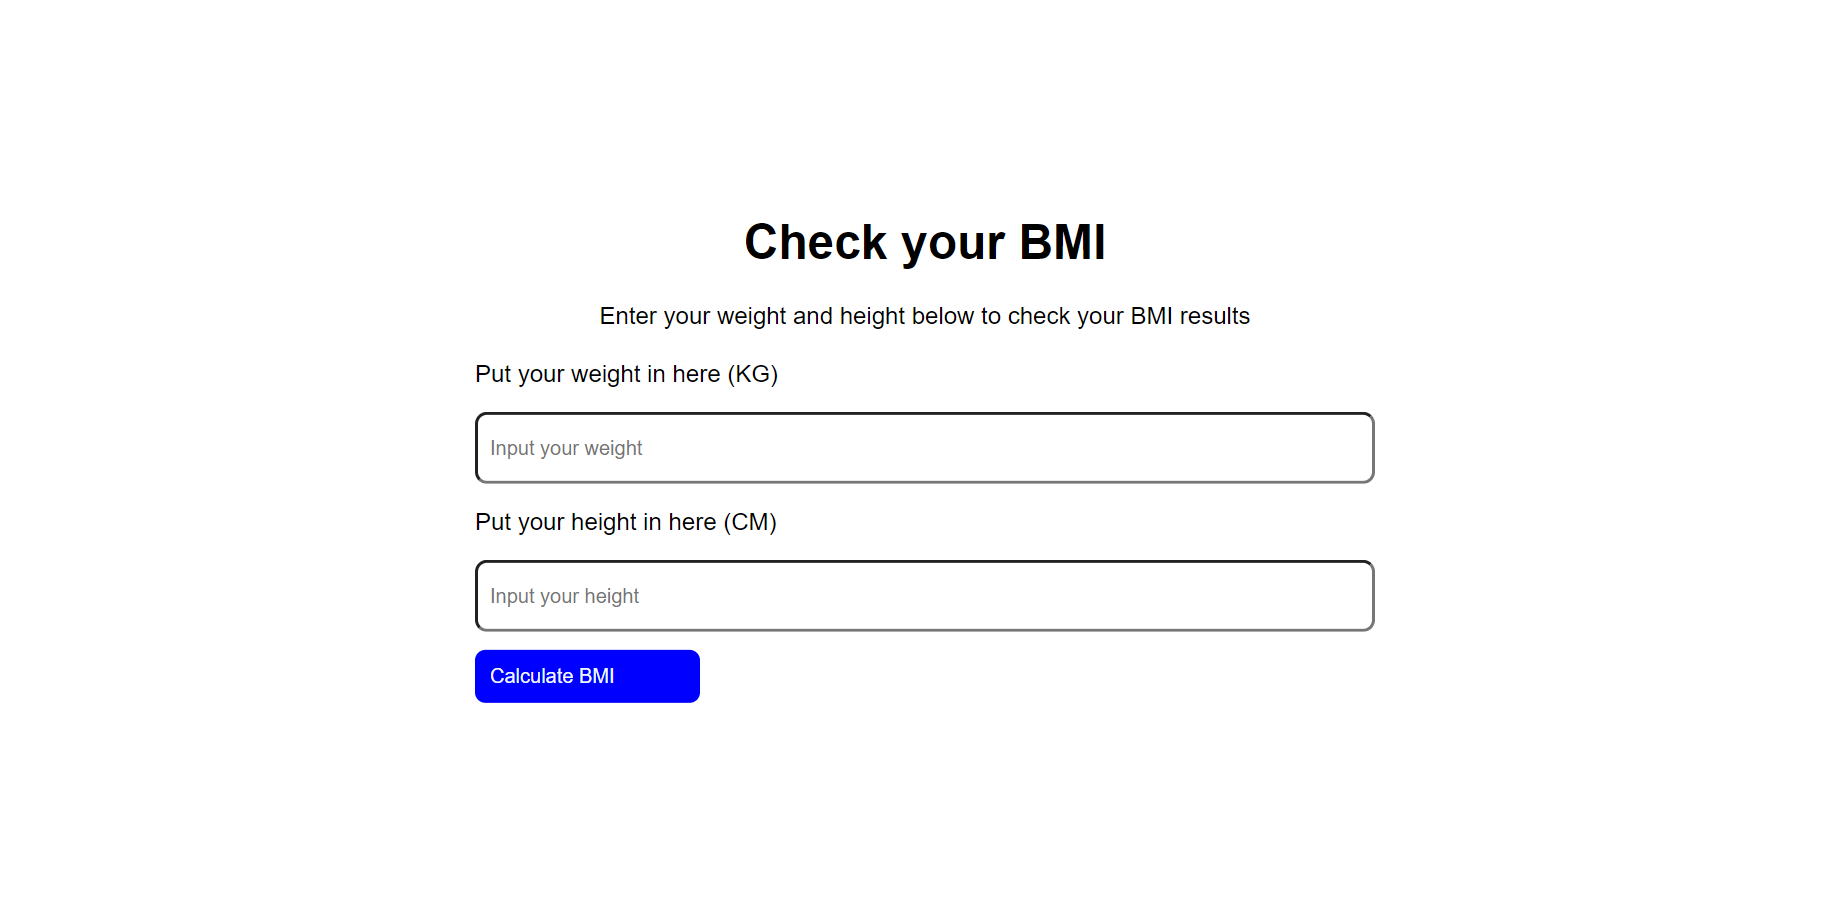 Check your BMI
Enter your weight and height below to check your BMI results
Put your weight in here (KG)
Input your weight
Put your height in here (CM)
Input your height
Calculate BMI